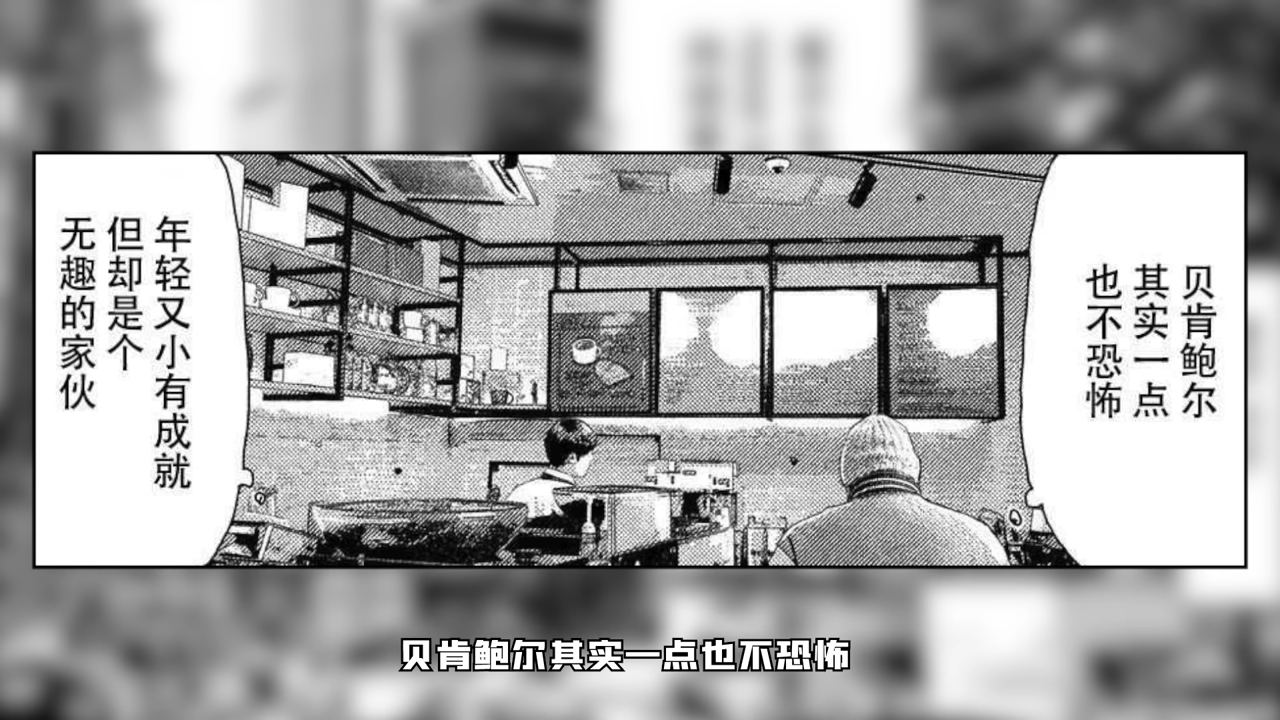 贝肯鲍尔
其实一点
也不恐怖
年轻又小有成就
但却是个
无趣的家伙
贝肯鲍尔其实一点也不恐怖